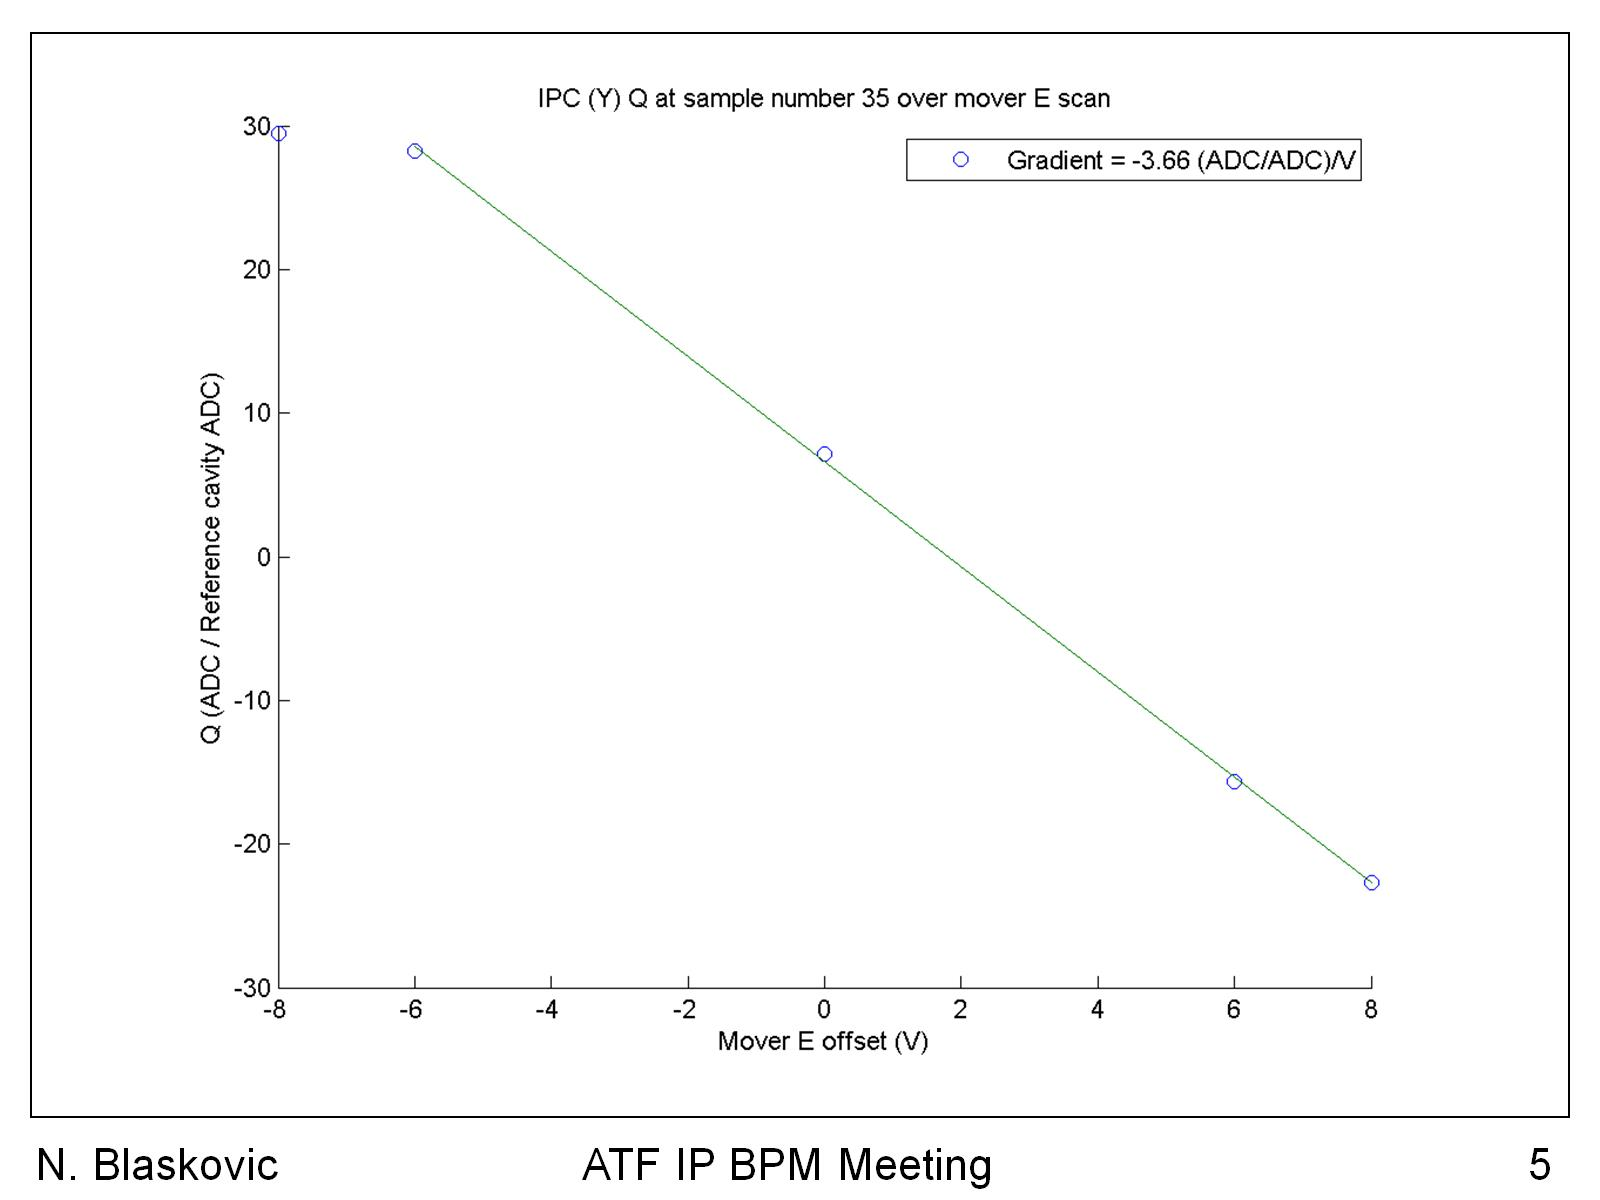 IPC (Y) Q at sample number 35 over mover E scan
Gradient = -3.66 (ADC/ADC)/V
30
20
10
0
-10
-20
-30
Q (ADC / Reference cavity ADC)
-8 -6 -4 -2 0 2 4 6 8
Mover E offset (V)
N. Blaskovic ATF IP BPM Meeting 5